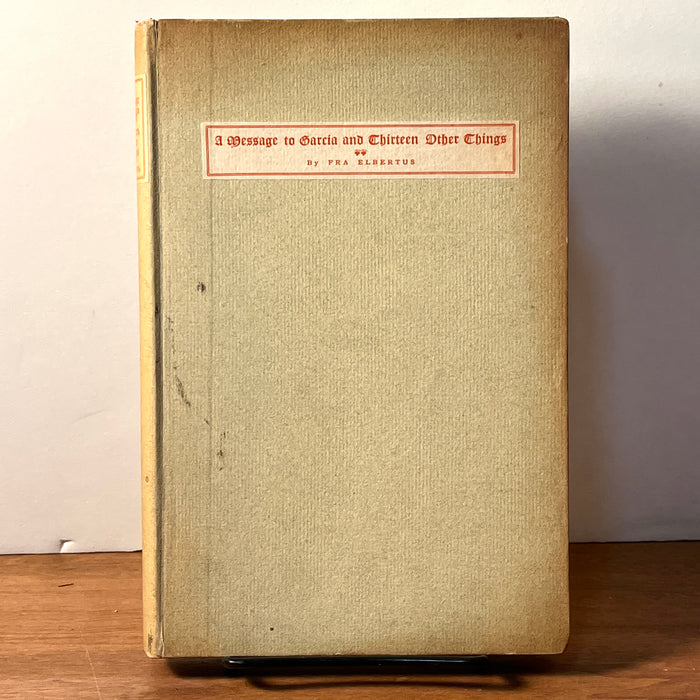 A Message to Garcia and Thirteen Other Things
By FRA ELBERTUS